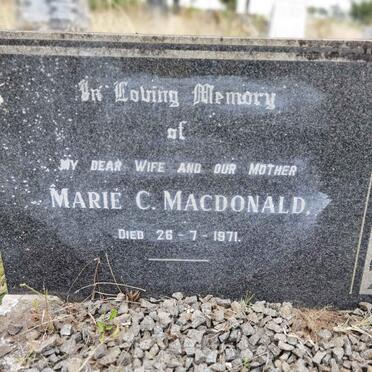 In Loving Memory
of
MY DEAR WIFE AND OUR MOTHER
MARIE C. MACDONALD,
DIED 26-7-1971.